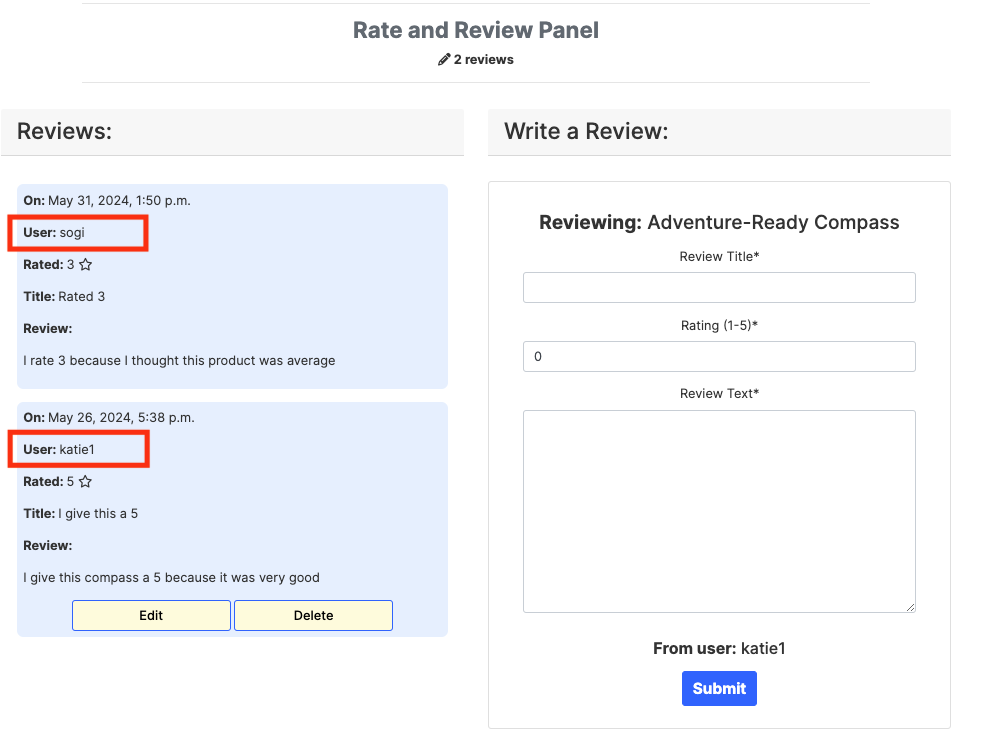 Rate and Review Panel
2 reviews
Reviews:
On: May 31, 2024, 1:50 p.m.
User: sogi
Rated: 3
Title: Rated 3
Review:
I rate 3 because I thought this product was average
On: May 26, 2024, 5:38 p.m.
User: katie1
Rated: 5
Title: I give this a 5
Review:
I give this compass a 5 because it was very good
Edit Delete
Write a Review:
Reviewing: Adventure-Ready Compass
Review Title*
Rating (1-5)*
0
Review Text*
From user: katie1
Submit